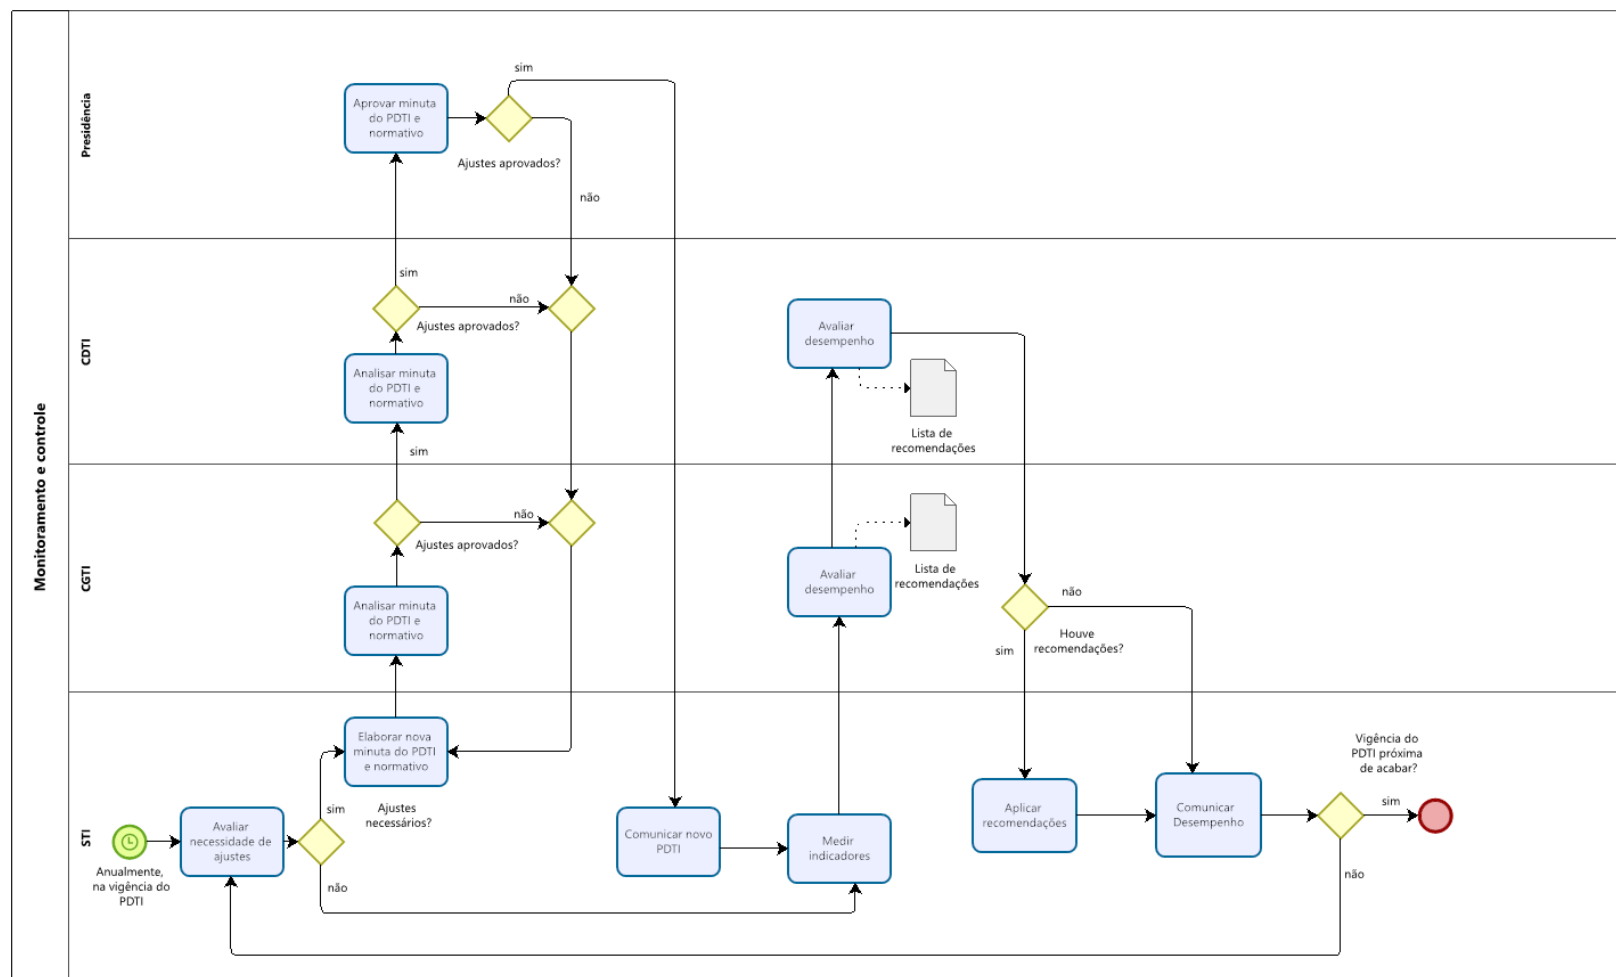 Monitoramento e controle
Presidência
sim
Aprovar minuta
do PDTI e
normativo
Ajustes aprovados?
não
CDTI
sim
não
Ajustes aprovados?
Analisar minuta
do PDTI e
normativo
sim
Avaliar
desempenho
Lista de
recomendações
CGTI
não
Ajustes aprovados?
Analisar minuta
do PDTI e
normativo
Avaliar
desempenho
Lista de
recomendações
não
Houve
recomendações?
sim
STI
Elaborar nova
minuta do PDTI
e normativo
sim
Ajustes
necessários?
Avaliar
necessidade de
ajustes
Anualmente,
na vigência do
PDTI
não
Comunicar novo
PDTI
Medir
indicadores
Aplicar
recomendações
Comunicar
Desempenho
Vigência do
PDTI próxima
de acabar?
sim
não